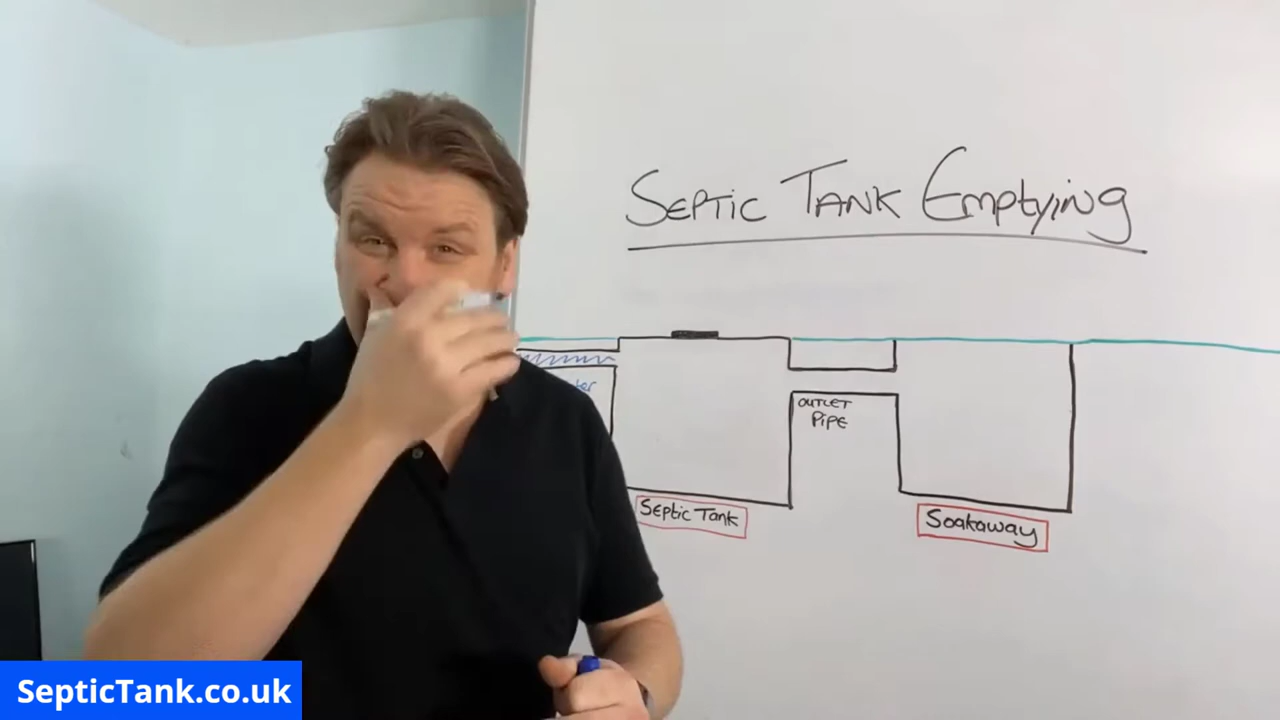 Septic Tank Emptying
OUTLET
PIPE
Septic Tank
Soakaway
SepticTank.co.uk